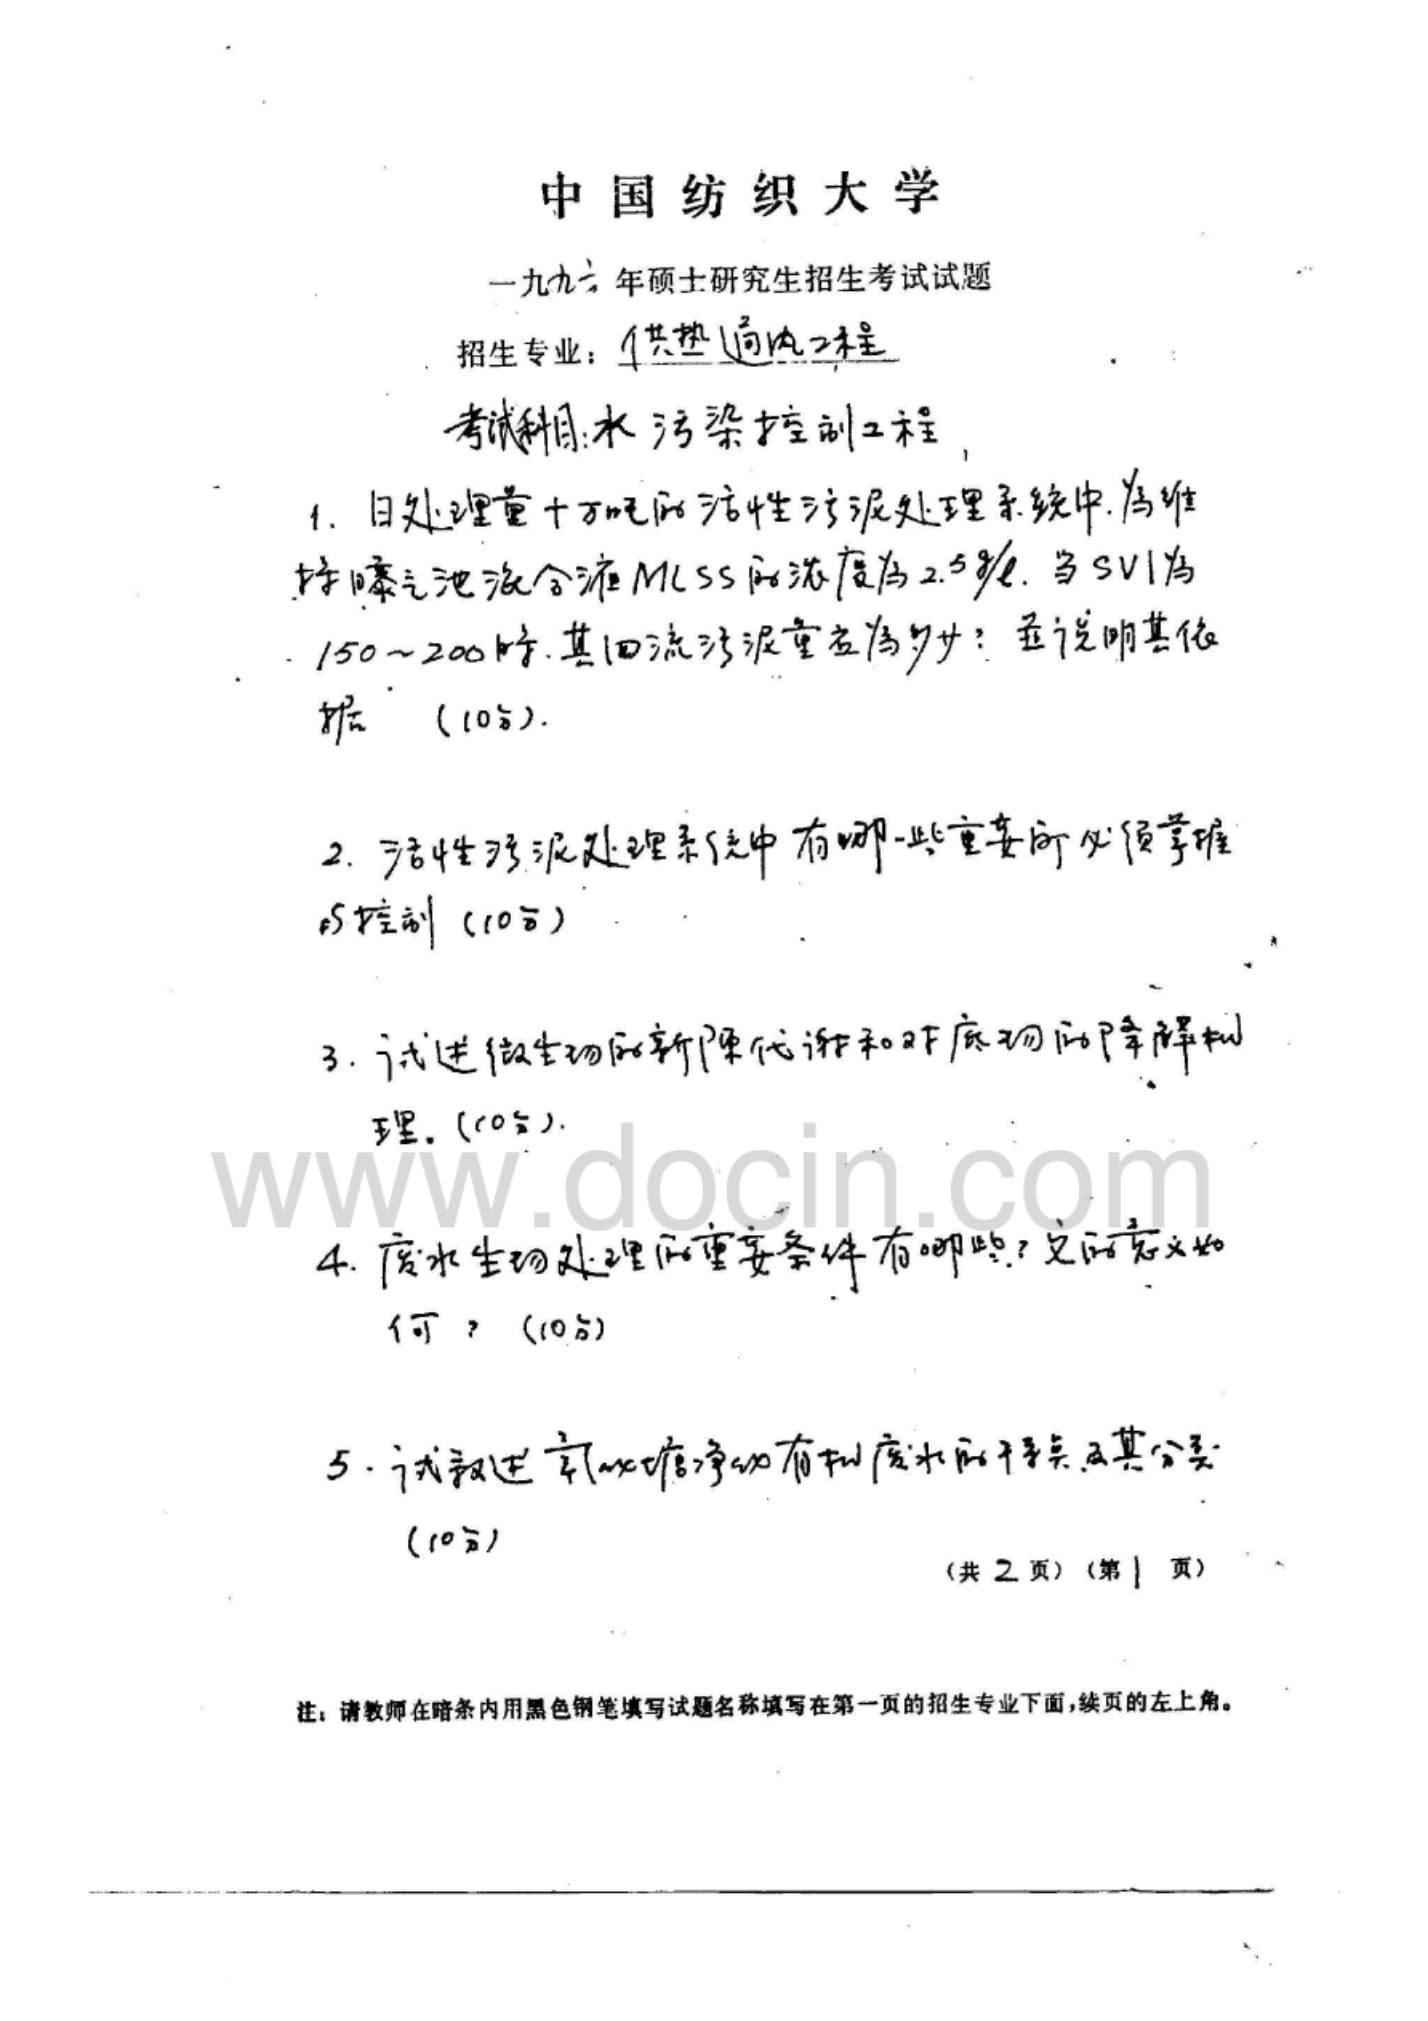 中国纺织大学
一九九六年硕士研究生招生考试试题
招生专业：供热通风工程
考试科目：水污染控制工程
1. 日处理量十万吨的活性污泥处理系统中.为维
持曝气池混合液MLSS的浓度为2.5g/l.当SVI为
150～200时.其回流污泥量应为多少？并说明其依
据 (10分).
2. 活性污泥处理系统中有哪一些重要所必须掌握
的控制 (10分)
3. 试述微生物的新陈代谢和对底物的降解机
理。(10分).
www.docin.com
4. 废水生物处理的重要条件有哪些？它的意义如
何？ (10分)
5. 试叙述氧化塘净化有机废水的 及其分类
(10分)
（共2页）（第1页）
注：请教师在暗条内用黑色钢笔填写试题名称填写在第一页的招生专业下面，续页的左上角。